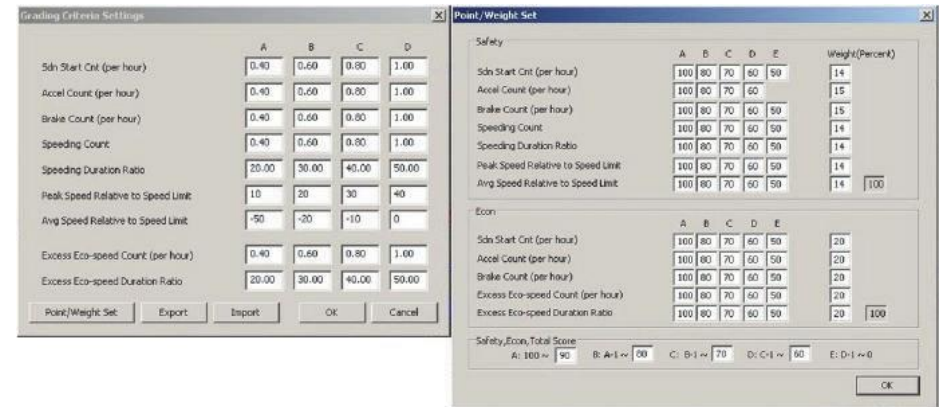 Grading Criteria Settings
A B C D
Sdn Start Cnt (per hour) 0.40 0.60 0.80 1.00
Accel Count (per hour) 0.40 0.60 0.80 1.00
Brake Count (per hour) 0.40 0.60 0.80 1.00
Speeding Count 0.40 0.60 0.80 1.00
Speeding Duration Ratio 20.00 30.00 40.00 50.00
Peak Speed Relative to Speed Limit 10 20 30 40
Avg Speed Relative to Speed Limit -50 -20 -10 0
Excess Eco-speed Count (per hour) 0.40 0.60 0.80 1.00
Excess Eco-speed Duration Ratio 20.00 30.00 40.00 50.00
Point/Weight Set Export Import OK Cancel
Point/Weight Set
Safety
A B C D E Weight(Percent)
Sdn Start Cnt (per hour) 100 80 70 60 50 14
Accel Count (per hour) 100 80 70 60 15
Brake Count (per hour) 100 80 70 60 50 15
Speeding Count 100 80 70 60 50 14
Speeding Duration Ratio 100 80 70 60 50 14
Peak Speed Relative to Speed Limit 100 80 70 60 50 14
Avg Speed Relative to Speed Limit 100 80 70 60 50 14 100
Econ
A B C D E
Sdn Start Cnt (per hour) 100 80 70 60 50 20
Accel Count (per hour) 100 80 70 60 50 20
Brake Count (per hour) 100 80 70 60 50 20
Excess Eco-speed Count (per hour) 100 80 70 60 50 20
Excess Eco-speed Duration Ratio 100 80 70 60 50 20 100
Safety,Econ,Total Score
A: 100 ~ 90 B: A-1 ~ 80 C: B-1 ~ 70 D: C-1 ~ 60 E: D-1 ~ 0
OK